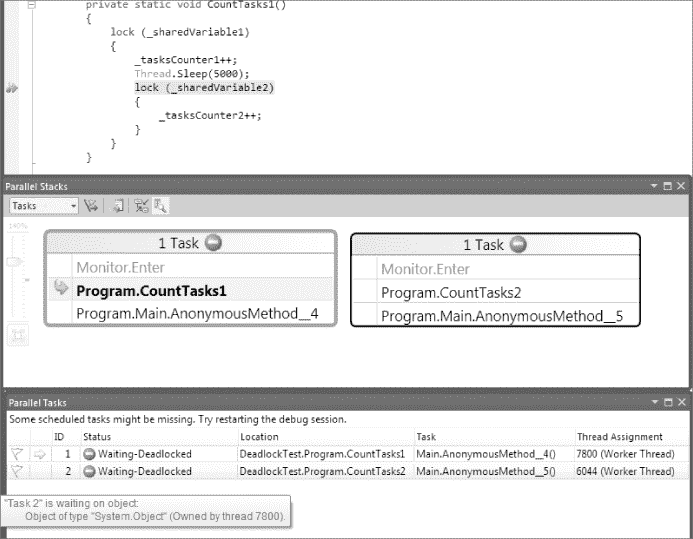 private static void CountTasks1()
{
lock (_sharedVariable1)
{
_tasksCounter1++;
Thread.Sleep(5000);
lock (_sharedVariable2)
{
_tasksCounter2++;
}
}
}
Parallel Stacks
Tasks
149%
1 Task
Monitor.Enter
Program.CountTasks1
Program.Main.AnonymousMethod__4
1 Task
Monitor.Enter
Program.CountTasks2
Program.Main.AnonymousMethod__5
Parallel Tasks
Some scheduled tasks might be missing. Try restarting the debug session.
ID Status Location Task Thread Assignment
1 Waiting-Deadlocked DeadlockTest.Program.CountTasks1 Main.AnonymousMethod__4() 7800 (Worker Thread)
2 Waiting-Deadlocked DeadlockTest.Program.CountTasks2 Main.AnonymousMethod__5() 6044 (Worker Thread)
"Task 2" is waiting on object:
Object of type "System.Object" (Owned by thread 7800).